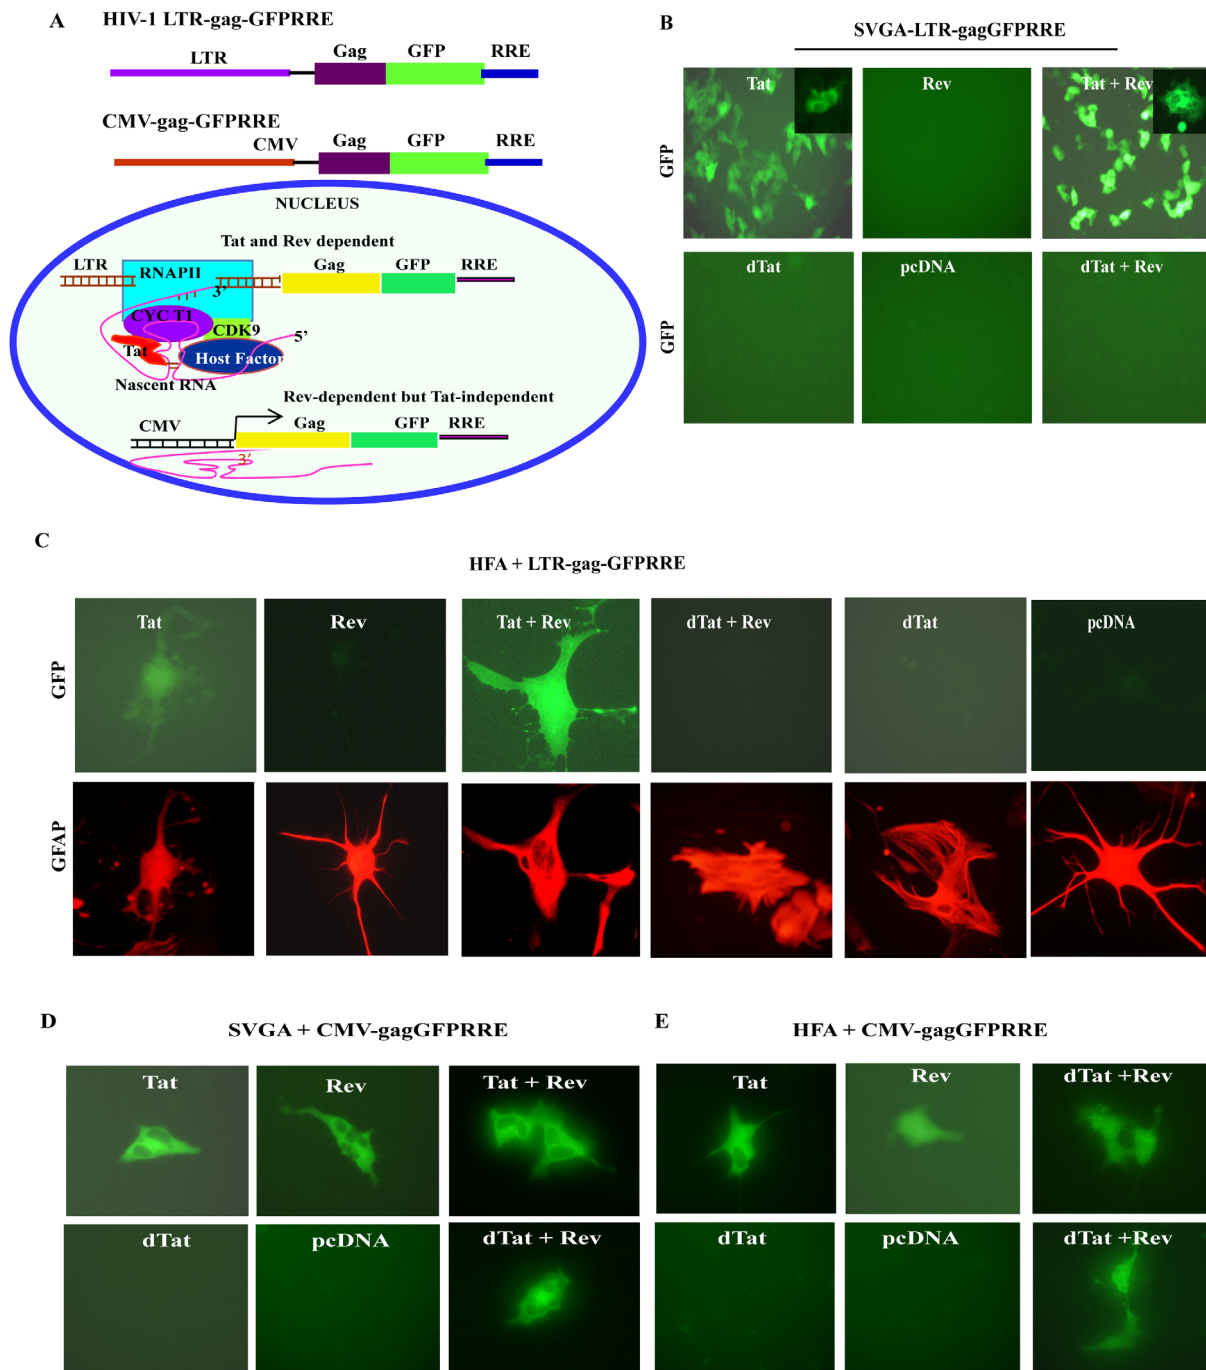 A
HIV-1 LTR-gag-GFPRRE
LTR
Gag
GFP
RRE
CMV-gag-GFPRRE
CMV
Gag
GFP
RRE
NUCLEUS
Tat and Rev dependent
LTR
RNAPII
Gag
GFP
RRE
3’
CYC T1
CDK9
5’
Tat
Host Factor
Nascent RNA
Rev-dependent but Tat-independent
CMV
Gag
GFP
RRE
3’
B
SVGA-LTR-gagGFPRRE
GFP
Tat
Rev
Tat + Rev
GFP
dTat
pcDNA
dTat + Rev
C
HFA + LTR-gag-GFPRRE
GFP
Tat
Rev
Tat + Rev
dTat + Rev
dTat
pcDNA
GFAP
D
SVGA + CMV-gagGFPRRE
Tat
Rev
Tat + Rev
dTat
pcDNA
dTat + Rev
E
HFA + CMV-gagGFPRRE
Tat
Rev
dTat +Rev
dTat
pcDNA
dTat +Rev